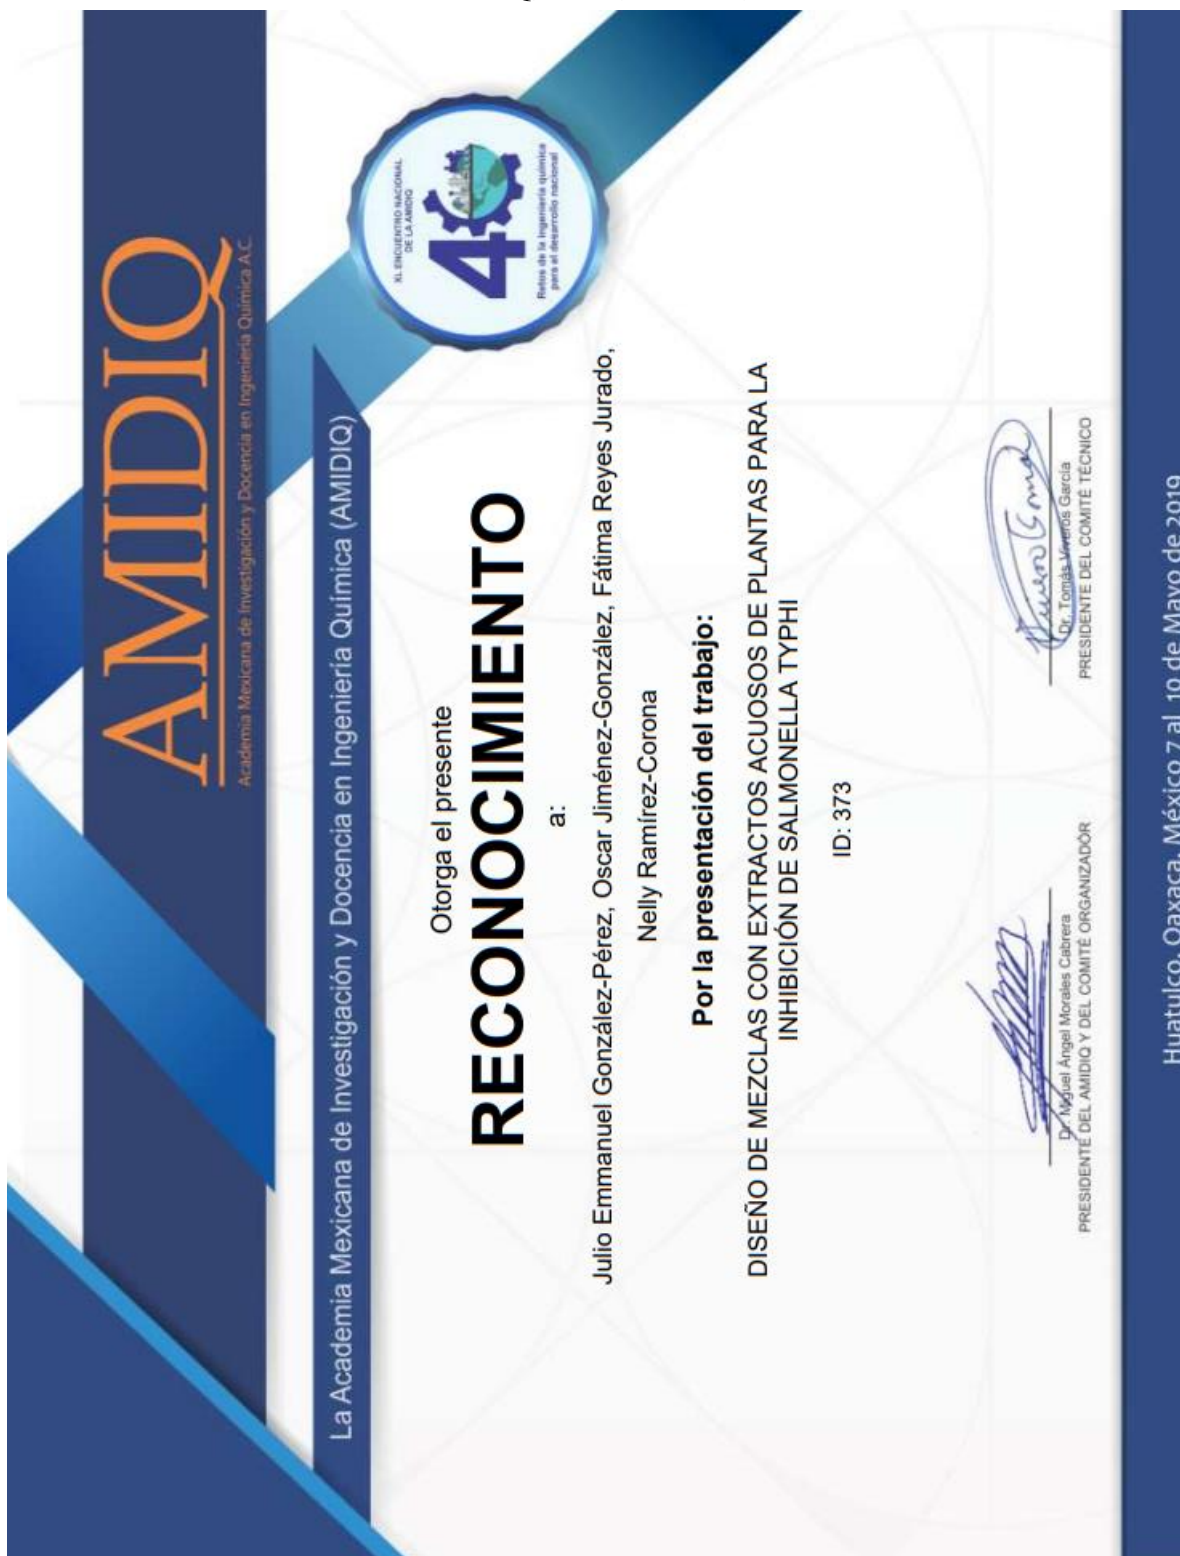 AMIDIQ
Academia Mexicana de Investigación y Docencia en Ingeniería Química A.C.
La Academia Mexicana de Investigación y Docencia en Ingeniería Química (AMIDIQ)
XL ENCUENTRO NACIONAL
DE LA AMIDIQ
40
Retos de la ingeniería química
para el desarrollo nacional
Otorga el presente
RECONOCIMIENTO
a:
Julio Emmanuel González-Pérez, Oscar Jiménez-González, Fátima Reyes Jurado,
Nelly Ramírez-Corona
Por la presentación del trabajo:
DISEÑO DE MEZCLAS CON EXTRACTOS ACUOSOS DE PLANTAS PARA LA
INHIBICIÓN DE SALMONELLA TYPHI
ID: 373
Dr. Miguel Ángel Morales Cabrera
PRESIDENTE DEL AMIDIQ Y DEL COMITÉ ORGANIZADOR
Dr. Tomás Viveros García
PRESIDENTE DEL COMITÉ TÉCNICO
Huatulco, Oaxaca, México 7 al 10 de Mayo de 2019